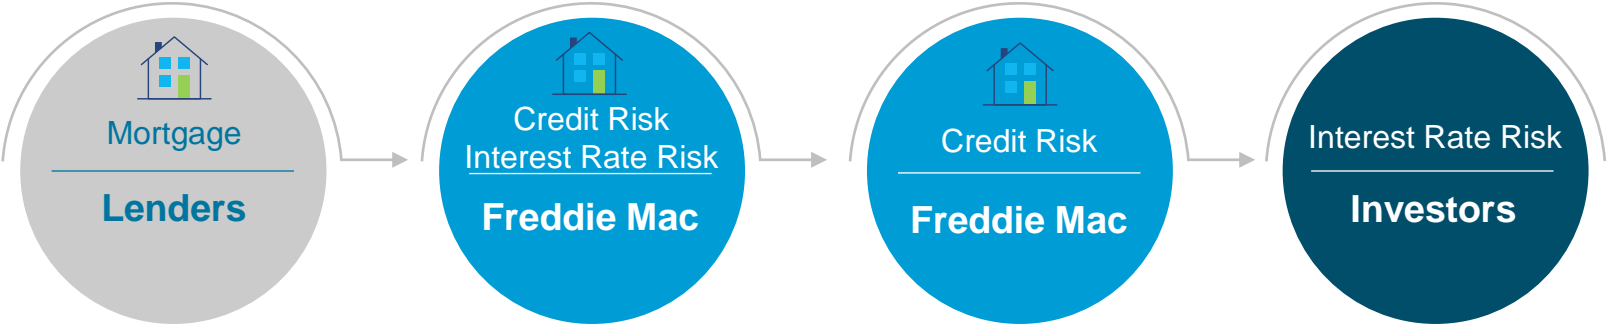 Mortgage
Lenders
Credit Risk
Interest Rate Risk
Freddie Mac
Credit Risk
Freddie Mac
Interest Rate Risk
Investors